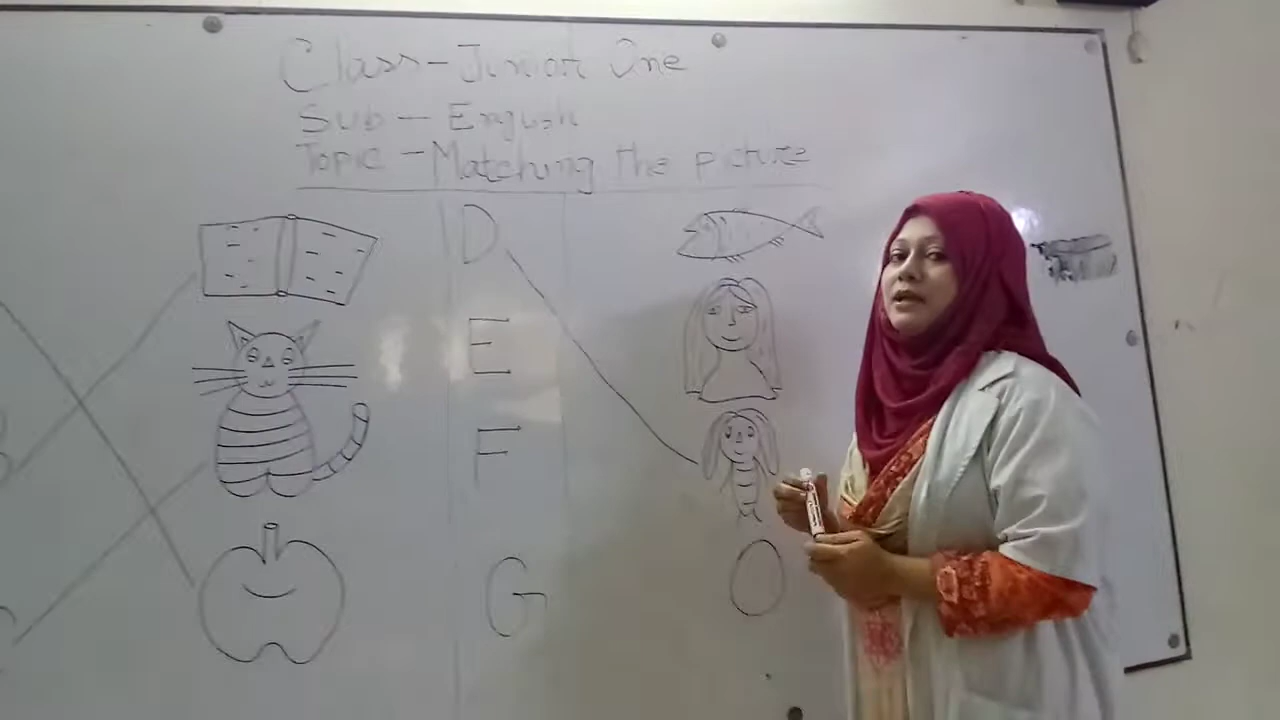 Class - Junior One
Sub - English
Topic - Matching the picture
D
E
F
G